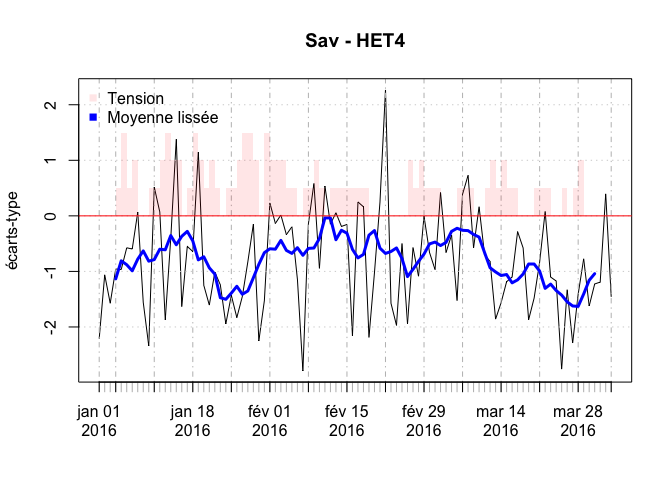 Sav - HET4
Tension
Moyenne lissée
écarts-type
2
1
0
-1
-2
jan 01 jan 18 fév 01 fév 15 fév 29 mar 14 mar 28
2016 2016 2016 2016 2016 2016 2016